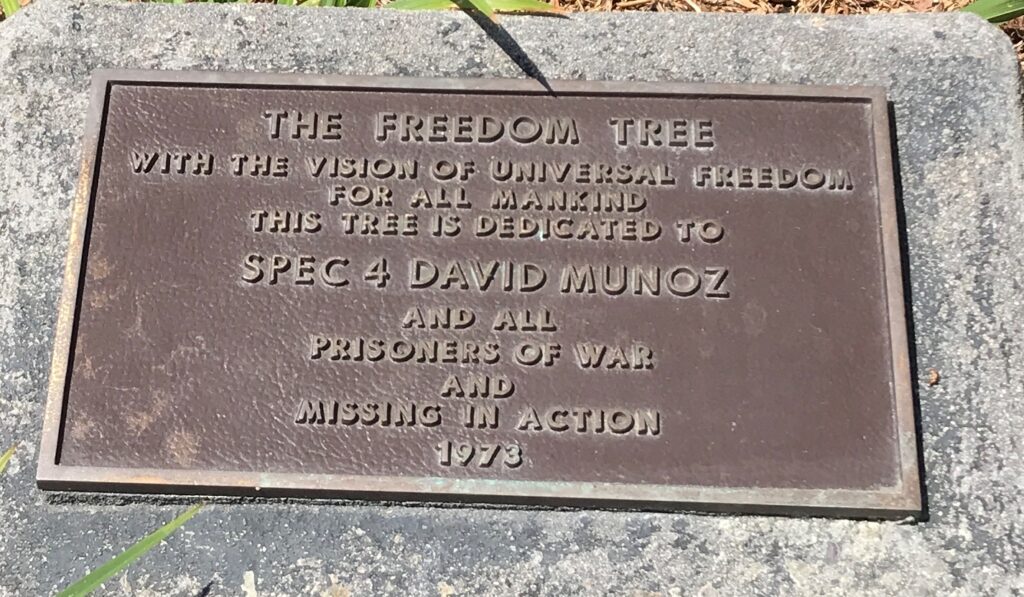 THE FREEDOM TREE
WITH THE VISION OF UNIVERSAL FREEDOM
FOR ALL MANKIND
THIS TREE IS DEDICATED TO
SPEC 4 DAVID MUNOZ
AND ALL
PRISONERS OF WAR
AND
MISSING IN ACTION
1973